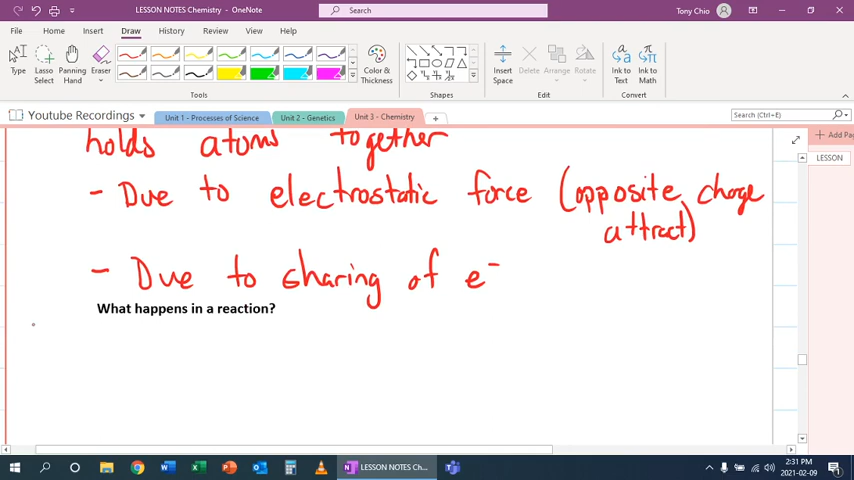 LESSON NOTES Chemistry - OneNote
Search
Tony Chio
File Home Insert Draw History Review View Help
Type
Lasso Select
Panning Hand
Eraser
Color & Thickness
Insert Space
Delete
Arrange
Rotate
Ink to Text
Ink to Math
Tools
Shapes
Edit
Convert
Youtube Recordings
Unit 1 - Processes of Science
Unit 2 - Genetics
Unit 3 - Chemistry
Search (Ctrl+E)
Add Pag
LESSON
holds atoms together
- Due to electrostatic force (opposite charge
attract)
- Due to sharing of e⁻
What happens in a reaction?
LESSON NOTES Ch...
2:31 PM
2021-02-09